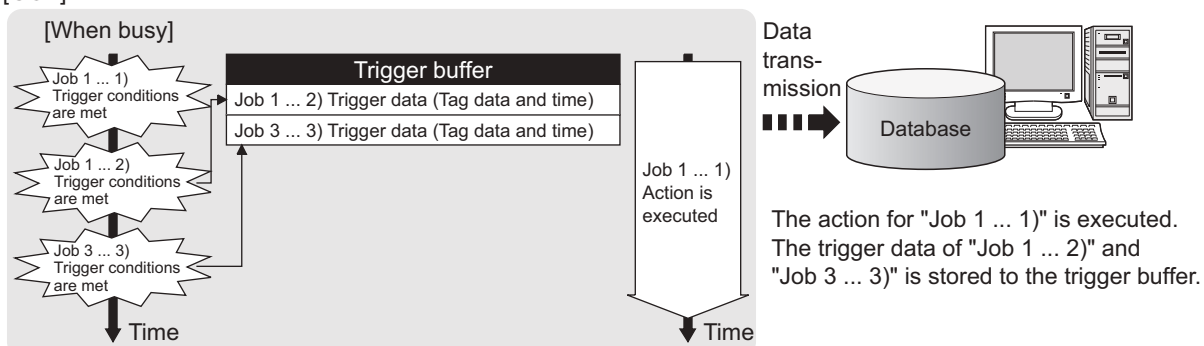 [When busy]
Job 1 ... 1)
Trigger conditions
are met
Job 1 ... 2)
Trigger conditions
are met
Job 3 ... 3)
Trigger conditions
are met
Time
Trigger buffer
Job 1 ... 2) Trigger data (Tag data and time)
Job 3 ... 3) Trigger data (Tag data and time)
Job 1 ... 1)
Action is
executed
Time
Data
trans-
mission
Database
The action for "Job 1 ... 1)" is executed.
The trigger data of "Job 1 ... 2)" and
"Job 3 ... 3)" is stored to the trigger buffer.